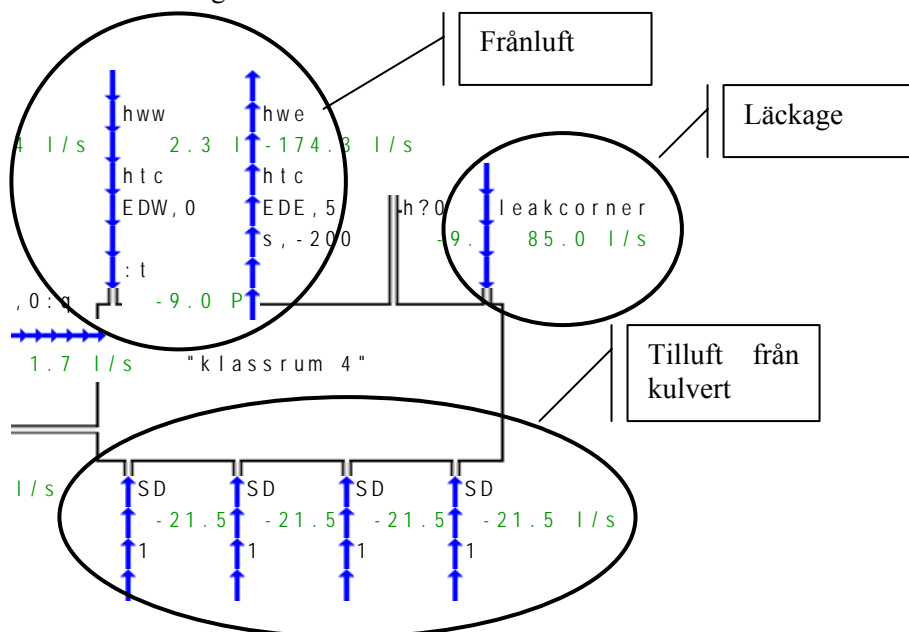 Frånluft
Läckage
hww hwe
4 l/s 2.3 l -174.3 l/s
htc htc
EDW,0 EDE,5 h?0 leakcorner
s,-200 -9. 85.0 l/s
:t
,0:q -9.0 P
1.7 l/s "klassrum 4"
Tilluft från
kulvert
l/s SD SD SD SD
-21.5 -21.5 -21.5 -21.5 l/s
1 1 1 1